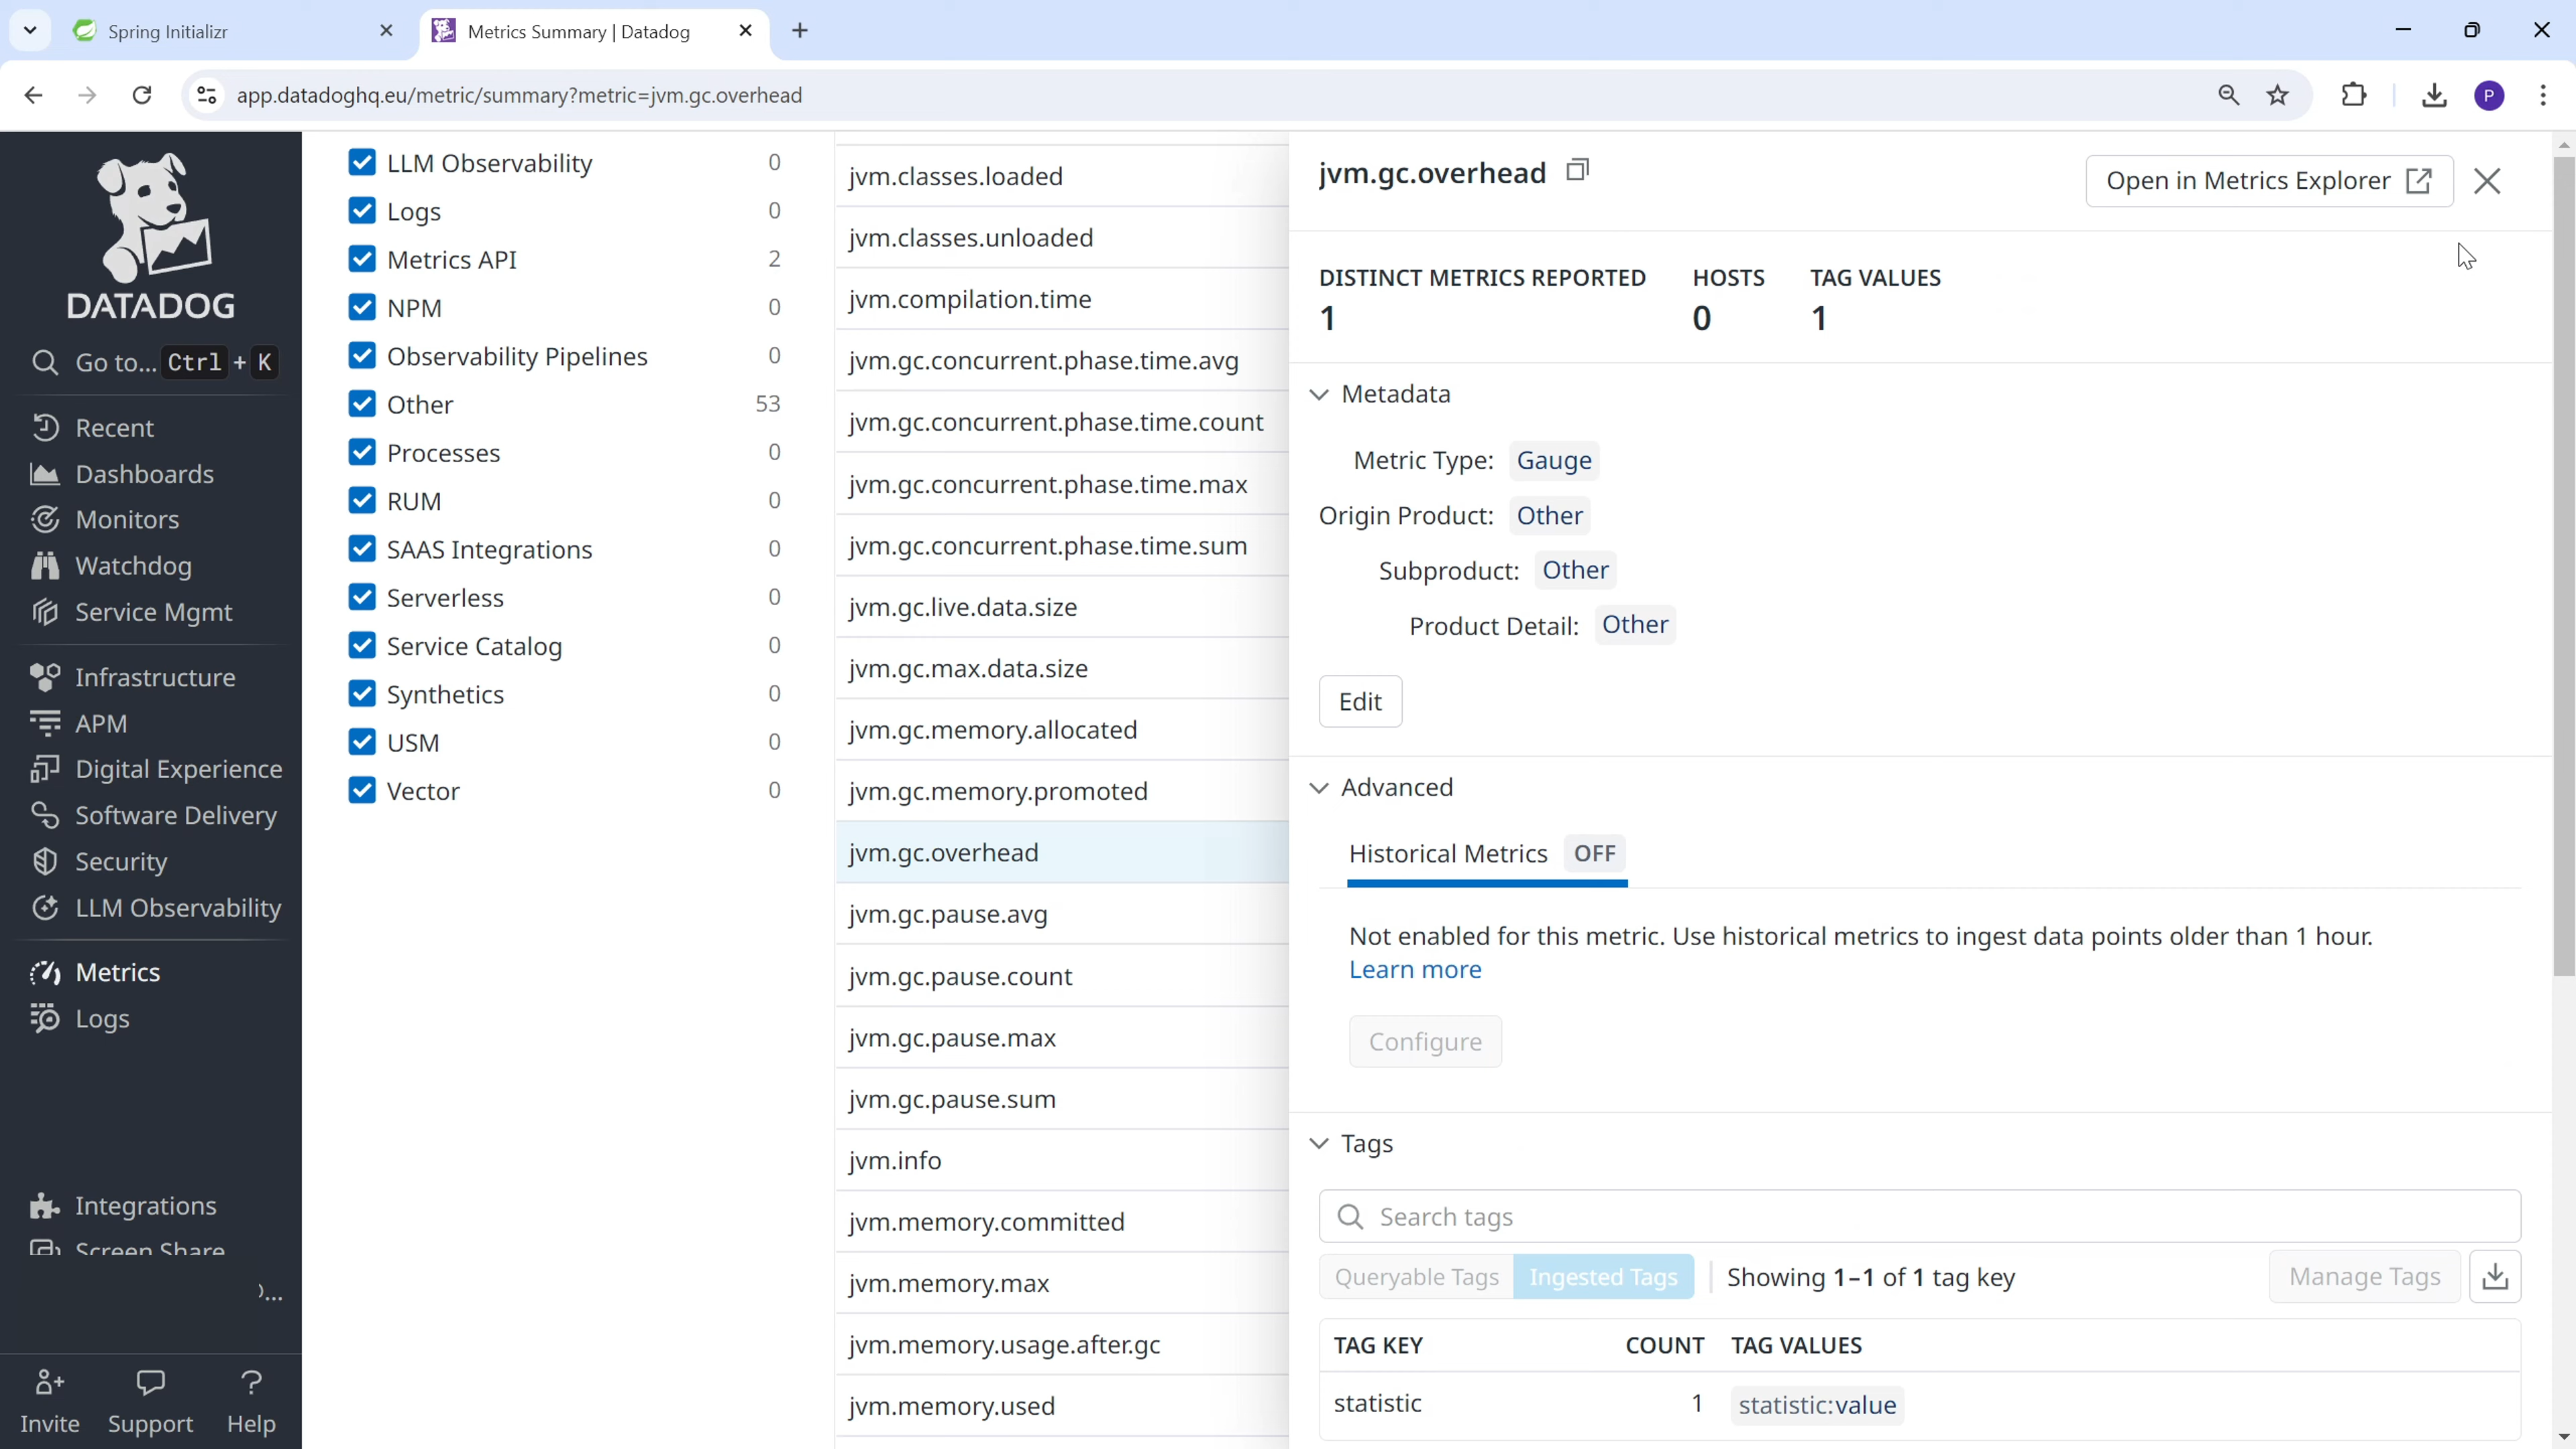 Spring Initializr
Metrics Summary | Datadog
app.datadoghq.eu/metric/summary?metric=jvm.gc.overhead
P
DATADOG
Go to... Ctrl + K
Recent
Dashboards
Monitors
Watchdog
Service Mgmt
Infrastructure
APM
Digital Experience
Software Delivery
Security
LLM Observability
Metrics
Logs
Integrations
Screen Share
...
Invite
Support
Help
LLM Observability 0
Logs 0
Metrics API 2
NPM 0
Observability Pipelines 0
Other 53
Processes 0
RUM 0
SAAS Integrations 0
Serverless 0
Service Catalog 0
Synthetics 0
USM 0
Vector 0
jvm.classes.loaded
jvm.classes.unloaded
jvm.compilation.time
jvm.gc.concurrent.phase.time.avg
jvm.gc.concurrent.phase.time.count
jvm.gc.concurrent.phase.time.max
jvm.gc.concurrent.phase.time.sum
jvm.gc.live.data.size
jvm.gc.max.data.size
jvm.gc.memory.allocated
jvm.gc.memory.promoted
jvm.gc.overhead
jvm.gc.pause.avg
jvm.gc.pause.count
jvm.gc.pause.max
jvm.gc.pause.sum
jvm.info
jvm.memory.committed
jvm.memory.max
jvm.memory.usage.after.gc
jvm.memory.used
jvm.gc.overhead
Open in Metrics Explorer
DISTINCT METRICS REPORTED HOSTS TAG VALUES
1 0 1
Metadata
Metric Type: Gauge
Origin Product: Other
Subproduct: Other
Product Detail: Other
Edit
Advanced
Historical Metrics OFF
Not enabled for this metric. Use historical metrics to ingest data points older than 1 hour.
Learn more
Configure
Tags
Search tags
Queryable Tags Ingested Tags Showing 1–1 of 1 tag key Manage Tags
TAG KEY COUNT TAG VALUES
statistic 1 statistic:value